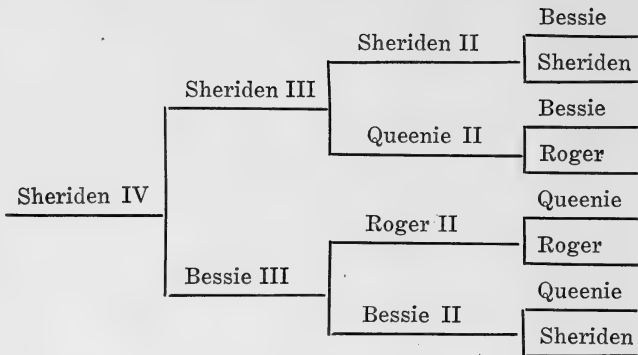 Bessie
Sheriden II
Sheriden
Sheriden III
Bessie
Queenie II
Roger
Sheriden IV
Queenie
Roger II
Roger
Bessie III
Queenie
Bessie II
Sheriden